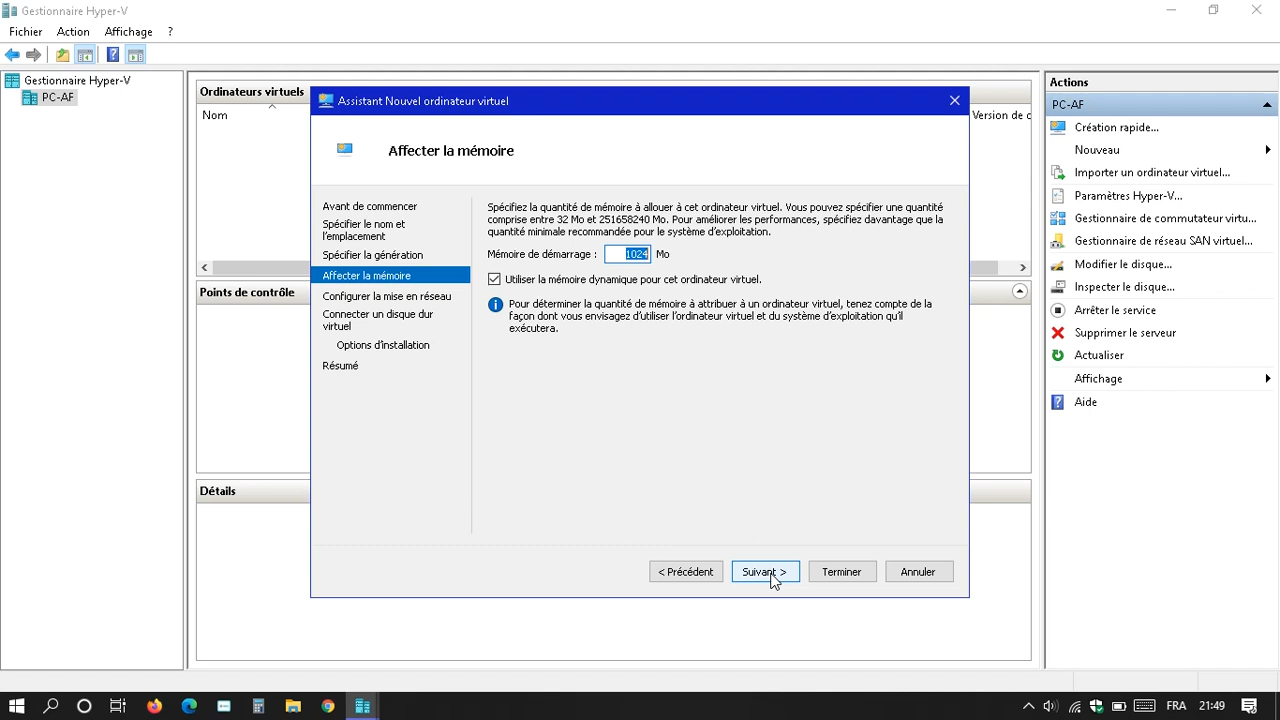 Gestionnaire Hyper-V
Fichier Action Affichage ?
Gestionnaire Hyper-V
PC-AF
Ordinateurs virtuels
Nom
Version de c
Points de contrôle
Détails
Assistant Nouvel ordinateur virtuel
Affecter la mémoire
Avant de commencer
Spécifier le nom et
l'emplacement
Spécifier la génération
Affecter la mémoire
Configurer la mise en réseau
Connecter un disque dur
virtuel
Options d'installation
Résumé
Spécifiez la quantité de mémoire à allouer à cet ordinateur virtuel. Vous pouvez spécifier une quantité
comprise entre 32 Mo et 251658240 Mo. Pour améliorer les performances, spécifiez davantage que la
quantité minimale recommandée pour le système d'exploitation.
Mémoire de démarrage : 1024 Mo
Utiliser la mémoire dynamique pour cet ordinateur virtuel.
Pour déterminer la quantité de mémoire à attribuer à un ordinateur virtuel, tenez compte de la
façon dont vous envisagez d'utiliser l'ordinateur virtuel et du système d'exploitation qu'il
exécutera.
< Précédent Suivant > Terminer Annuler
Actions
PC-AF
Création rapide...
Nouveau
Importer un ordinateur virtuel...
Paramètres Hyper-V...
Gestionnaire de commutateur virtu...
Gestionnaire de réseau SAN virtuel...
Modifier le disque...
Inspecter le disque...
Arrêter le service
Supprimer le serveur
Actualiser
Affichage
Aide
FRA 21:49